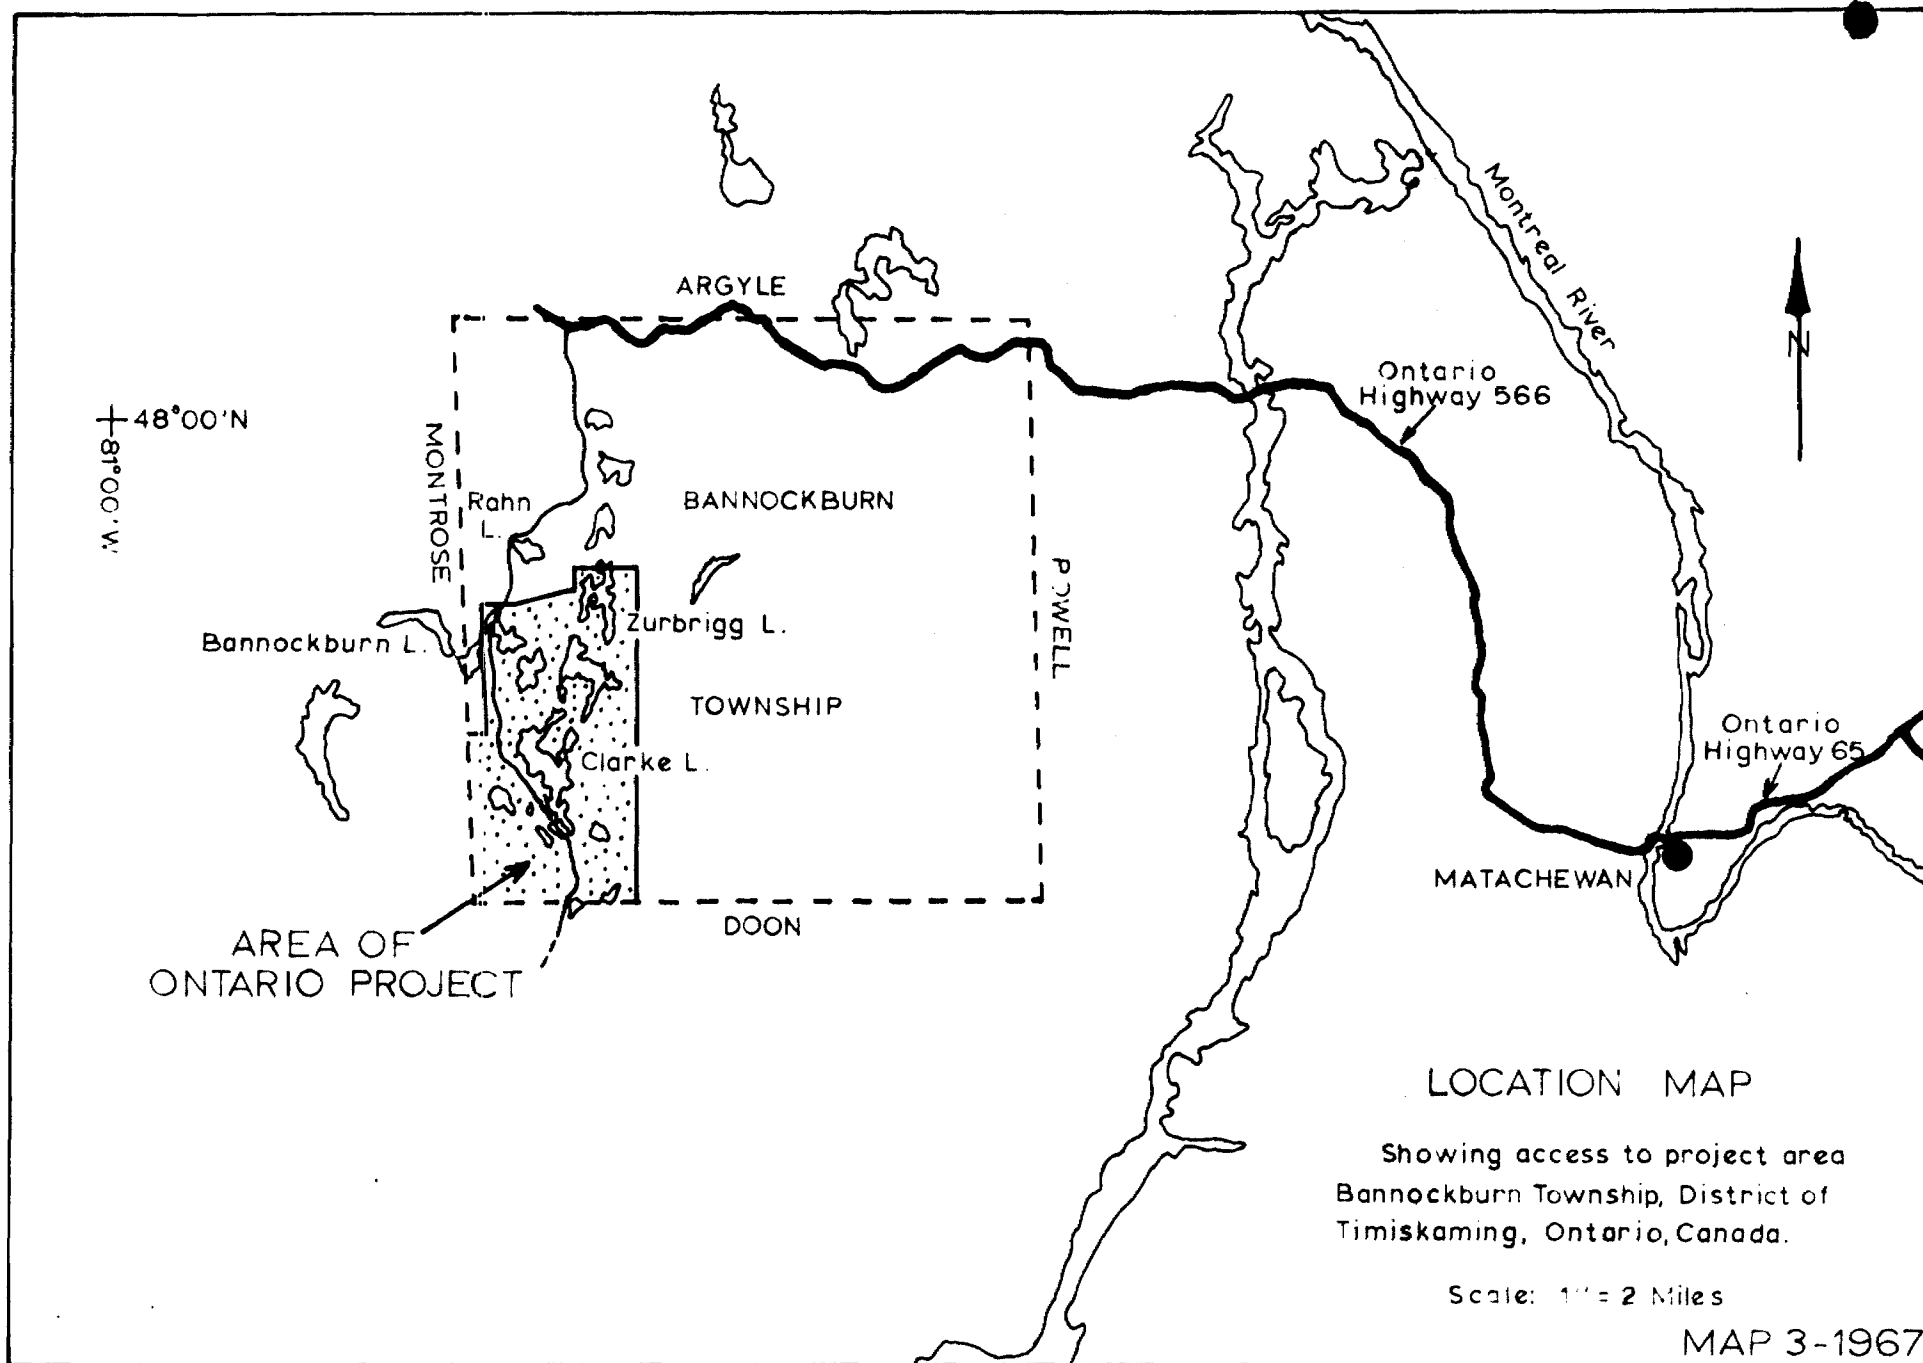 Montreal River
ARGYLE
N
Ontario
Highway 566
48°00'N
81°00'W
MONTROSE
Rahn
L.
BANNOCKBURN
POWELL
Zurbrigg L.
Bannockburn L.
TOWNSHIP
Ontario
Highway 65
Clarke L.
MATACHEWAN
DOON
AREA OF
ONTARIO PROJECT
LOCATION MAP
Showing access to project area
Bannockburn Township, District of
Timiskaming, Ontario, Canada.
Scale: 1" = 2 Miles
MAP 3-1967